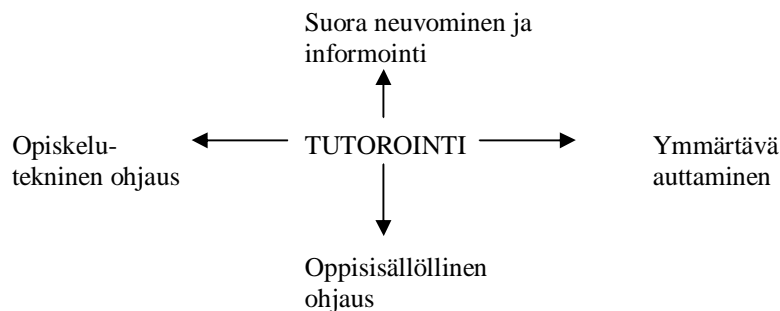 Suora neuvominen ja
informointi
Opiskelu-
tekninen ohjaus
TUTOROINTI
Ymmärtävä
auttaminen
Oppisisällöllinen
ohjaus